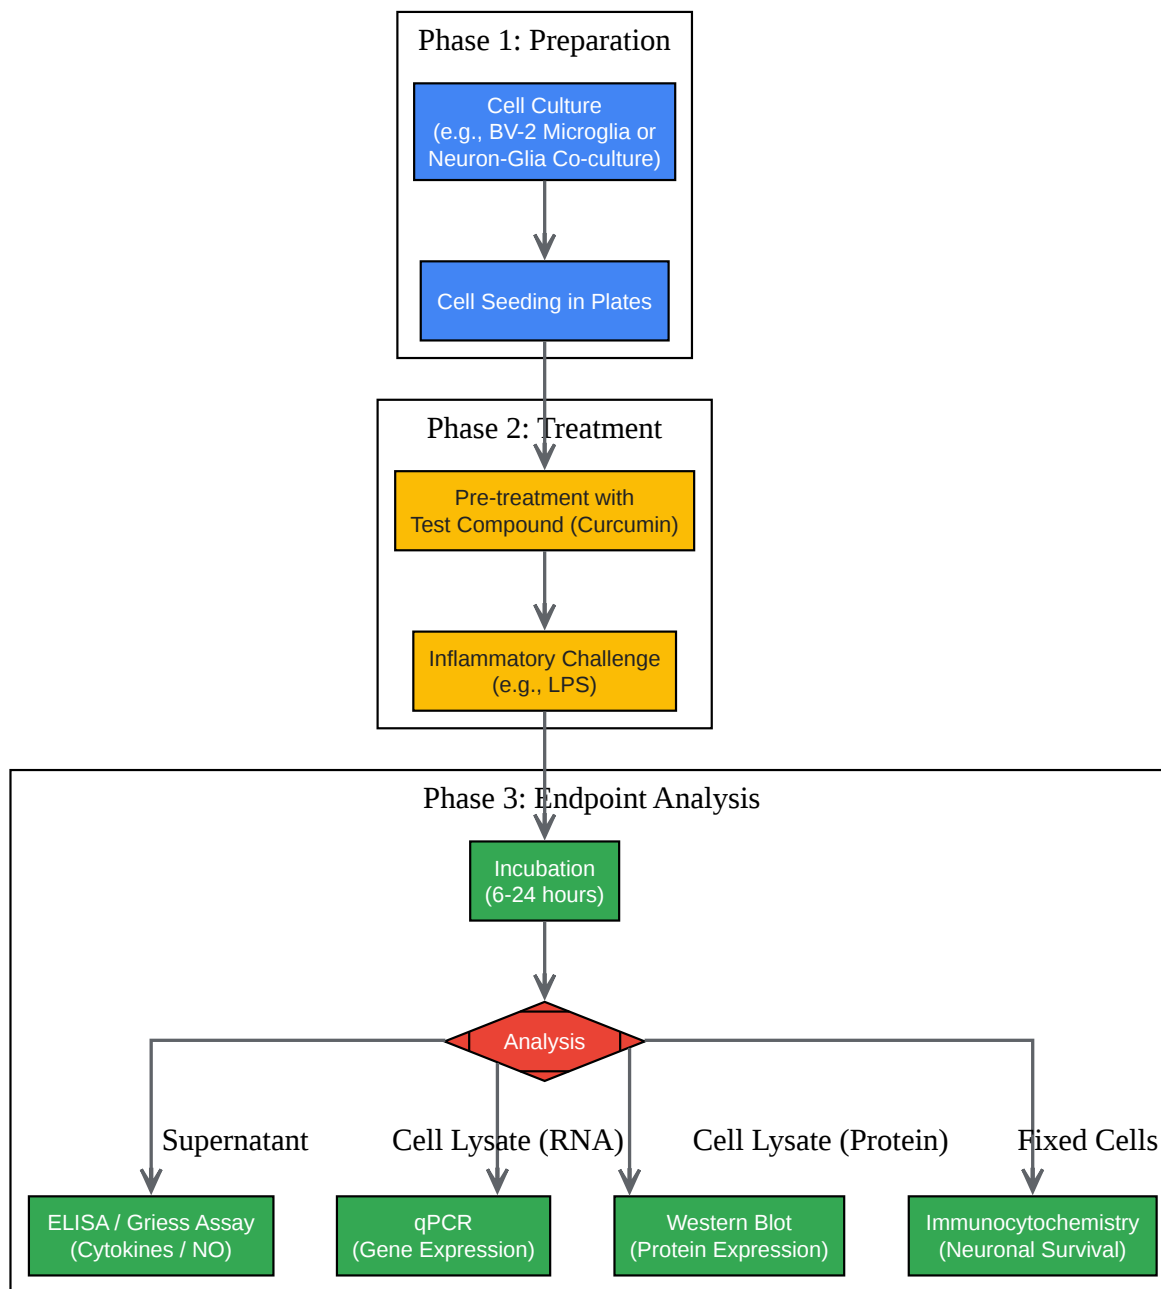 Phase 1: Preparation
Cell Culture
(e.g., BV-2 Microglia or
Neuron-Glia Co-culture)
Cell Seeding in Plates
Phase 2: Treatment
Pre-treatment with
Test Compound (Curcumin)
Inflammatory Challenge
(e.g., LPS)
Phase 3: Endpoint Analysis
Incubation
(6-24 hours)
Analysis
Supernatant
Cell Lysate (RNA)
Cell Lysate (Protein)
Fixed Cells
ELISA / Griess Assay
(Cytokines / NO)
qPCR
(Gene Expression)
Western Blot
(Protein Expression)
Immunocytochemistry
(Neuronal Survival)